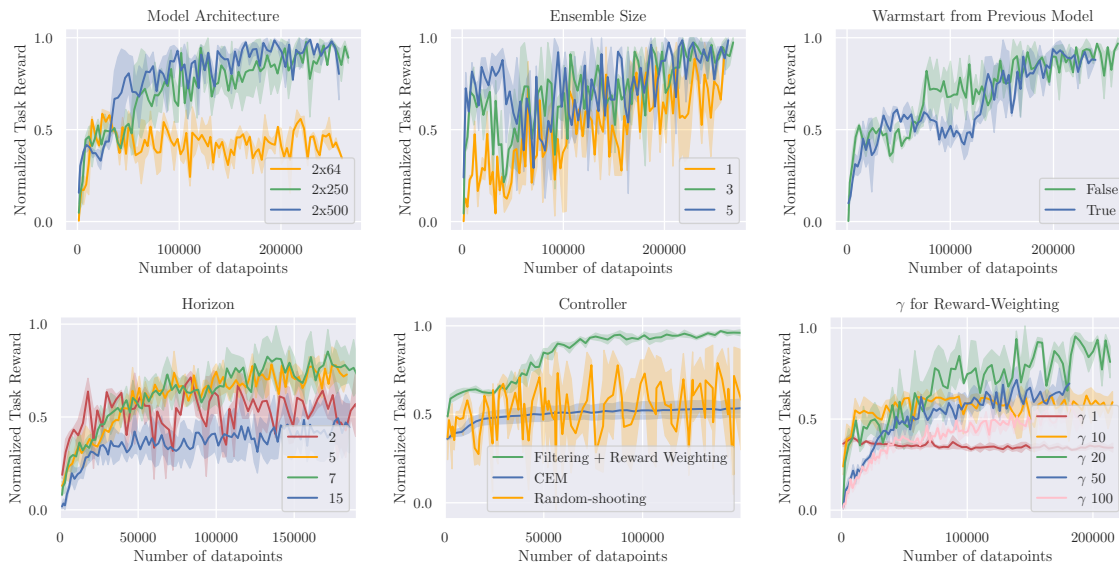 Model Architecture
Normalized Task Reward
1.0
0.5
0.0
2x64
2x250
2x500
0
100000
200000
Number of datapoints
Ensemble Size
Normalized Task Reward
1.0
0.5
0.0
1
3
5
0
100000
200000
Number of datapoints
Warmstart from Previous Model
Normalized Task Reward
1.0
0.5
0.0
False
True
0
100000
200000
Number of datapoints
Horizon
Normalized Task Reward
1.0
0.5
0.0
2
5
7
15
0
50000
100000
150000
Number of datapoints
Controller
Normalized Task Reward
1.0
0.5
0.0
Filtering + Reward Weighting
CEM
Random-shooting
0
50000
100000
Number of datapoints
γ for Reward-Weighting
Normalized Task Reward
1.0
0.5
0.0
γ 1
γ 10
γ 20
γ 50
γ 100
0
100000
200000
Number of datapoints